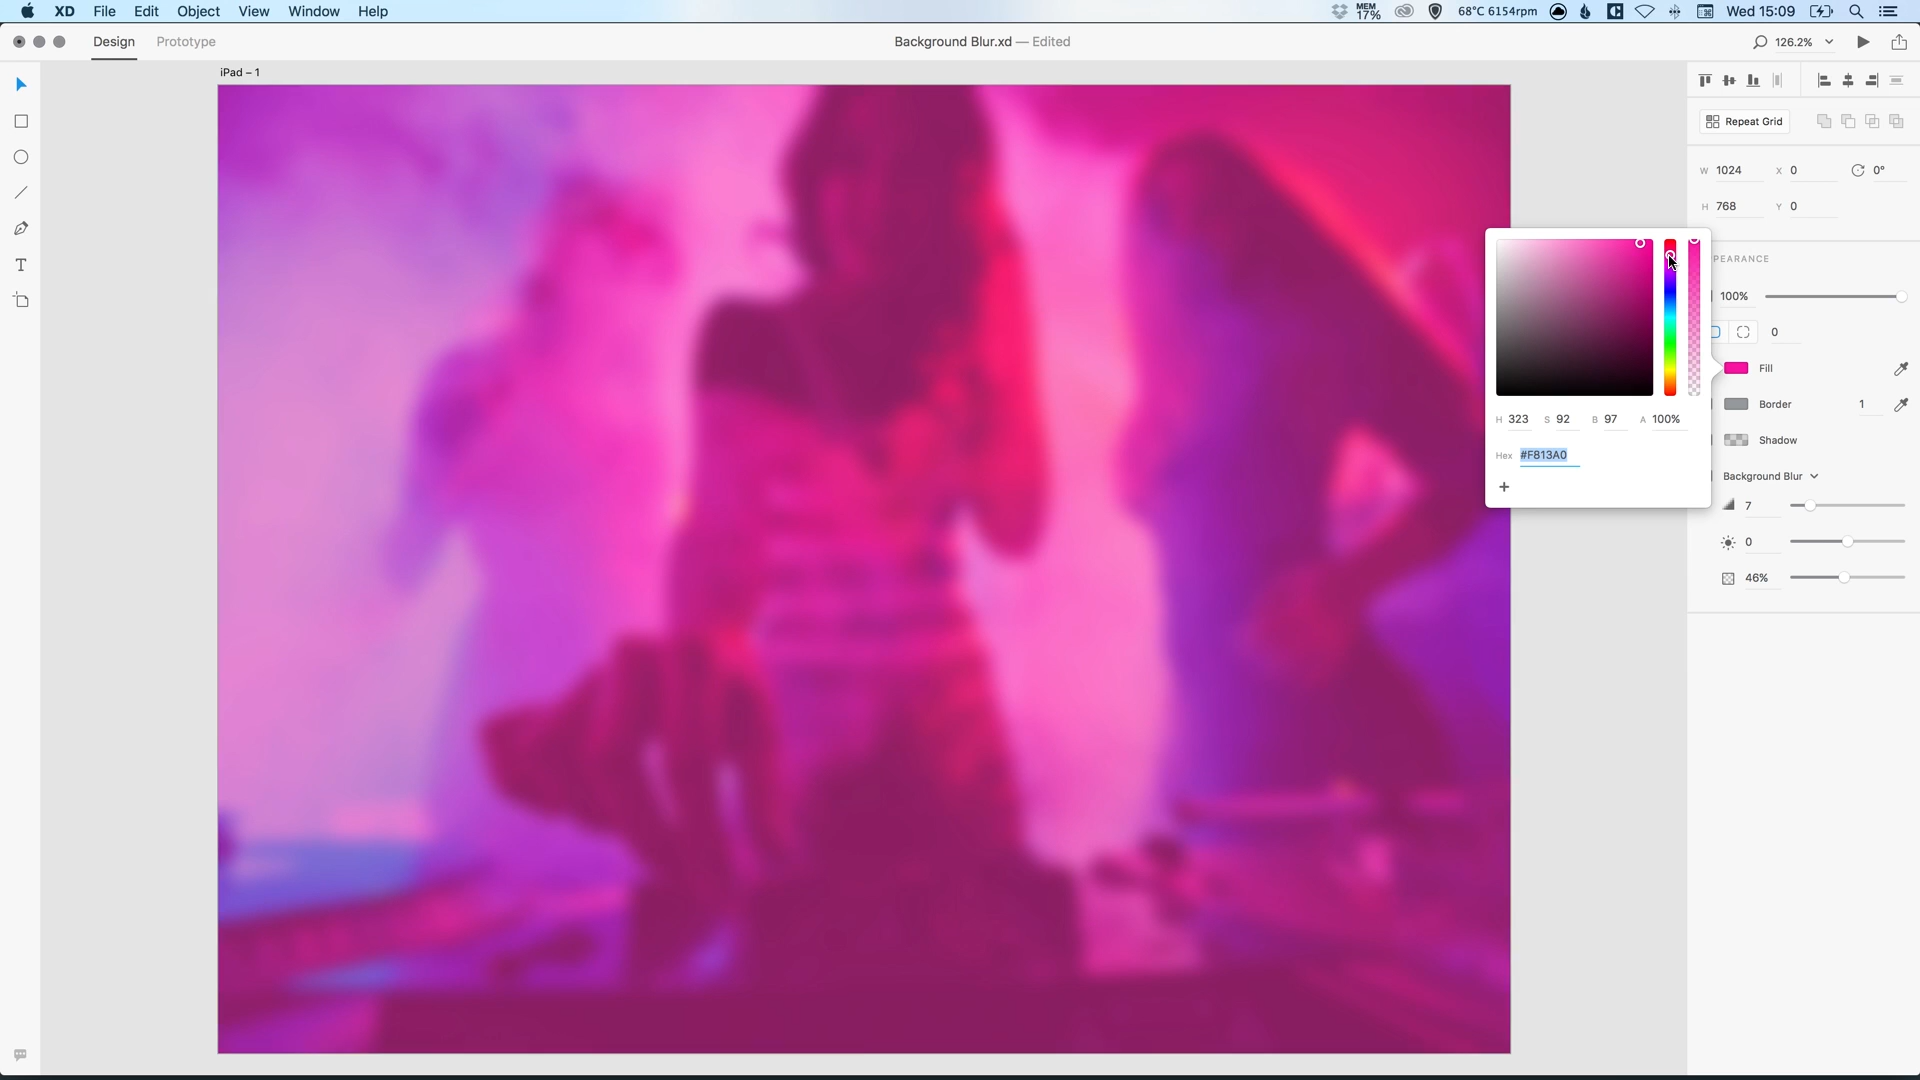 XD File Edit Object View Window Help MEM 17% 68°C 6154rpm Wed 15:09
Design Prototype Background Blur.xd — Edited 126.2%
iPad – 1
Repeat Grid
W 1024 X 0 0°
H 768 Y 0
PEARANCE
100%
0
Fill
Border 1
Shadow
Background Blur
7
0
46%
H 323 S 92 B 97 A 100%
Hex #F813A0
+